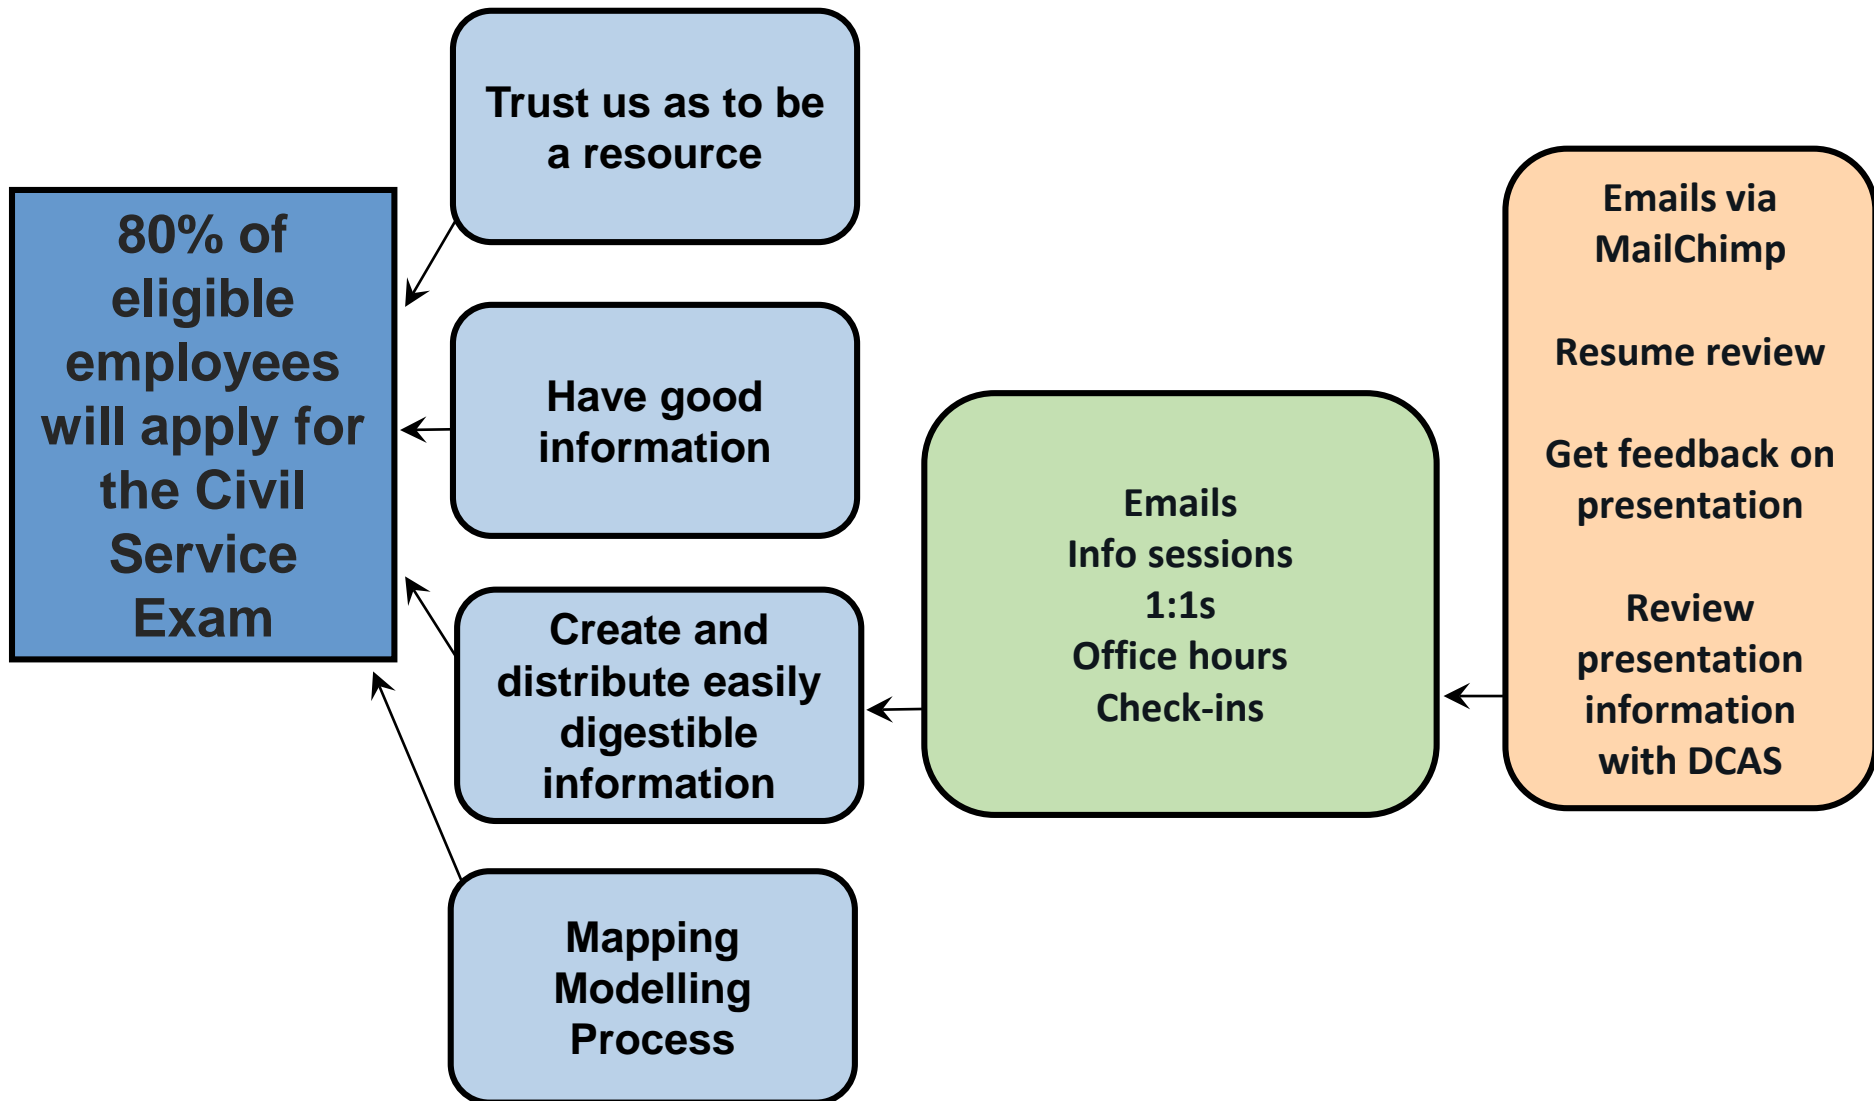 80% of
eligible
employees
will apply for
the Civil
Service
Exam
Trust us as to be
a resource
Have good
information
Create and
distribute easily
digestible
information
Mapping
Modelling
Process
Emails
Info sessions
1:1s
Office hours
Check-ins
Emails via
MailChimp
Resume review
Get feedback on
presentation
Review
presentation
information
with DCAS